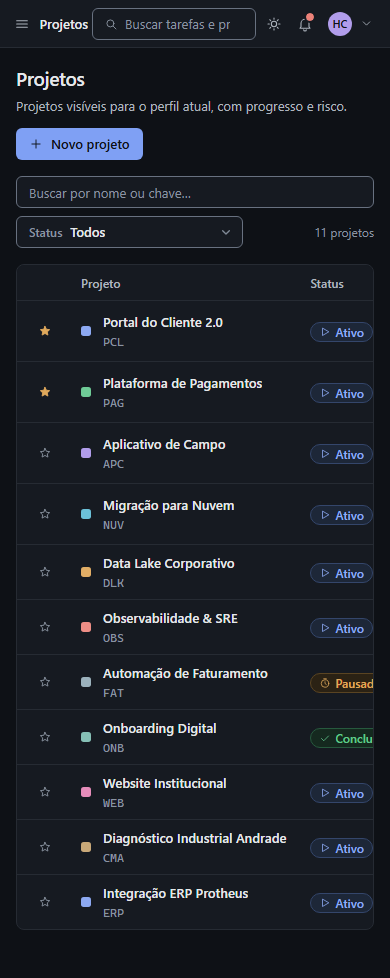 Projetos
Buscar tarefas e pr
HC
Projetos
Projetos visíveis para o perfil atual, com progresso e risco.
Novo projeto
Buscar por nome ou chave...
Status Todos
11 projetos
Projeto Status
Portal do Cliente 2.0
PCL
Ativo
Plataforma de Pagamentos
PAG
Ativo
Aplicativo de Campo
APC
Ativo
Migração para Nuvem
NUV
Ativo
Data Lake Corporativo
DLK
Ativo
Observabilidade & SRE
OBS
Ativo
Automação de Faturamento
FAT
Pausad
Onboarding Digital
ONB
Conclu
Website Institucional
WEB
Ativo
Diagnóstico Industrial Andrade
CMA
Ativo
Integração ERP Protheus
ERP
Ativo